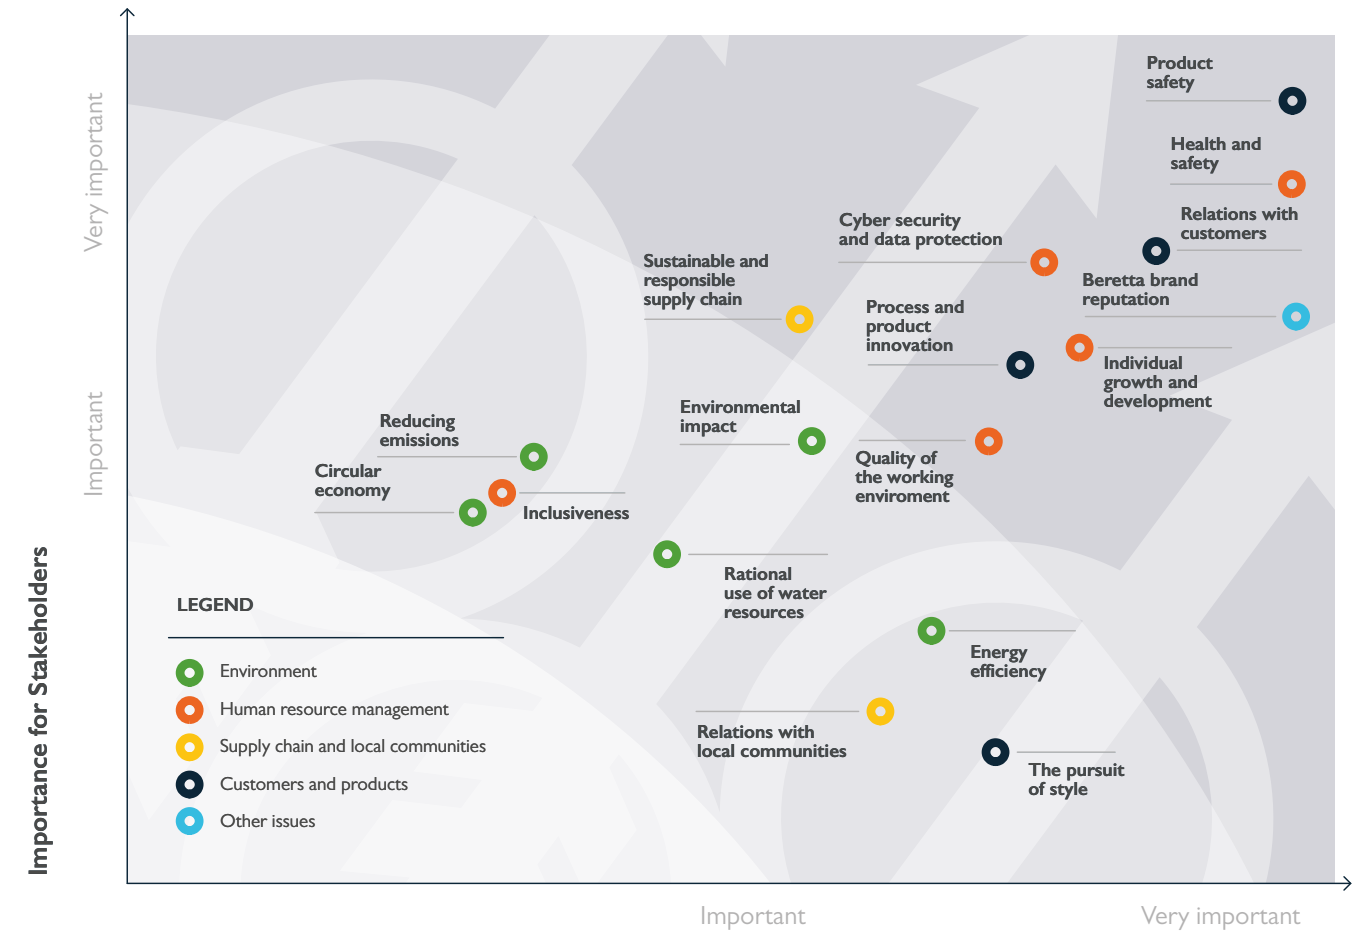 Importance for Stakeholders
Very important
Important
Product
safety
Health and
safety
Relations with
customers
Cyber security
and data protection
Sustainable and
responsible
supply chain
Beretta brand
reputation
Process and
product
innovation
Individual
growth and
development
Environmental
impact
Reducing
emissions
Quality of
the working
enviroment
Circular
economy
Inclusiveness
Rational
use of water
resources
Energy
efficiency
Relations with
local communities
The pursuit
of style
LEGEND
Environment
Human resource management
Supply chain and local communities
Customers and products
Other issues
Important
Very important